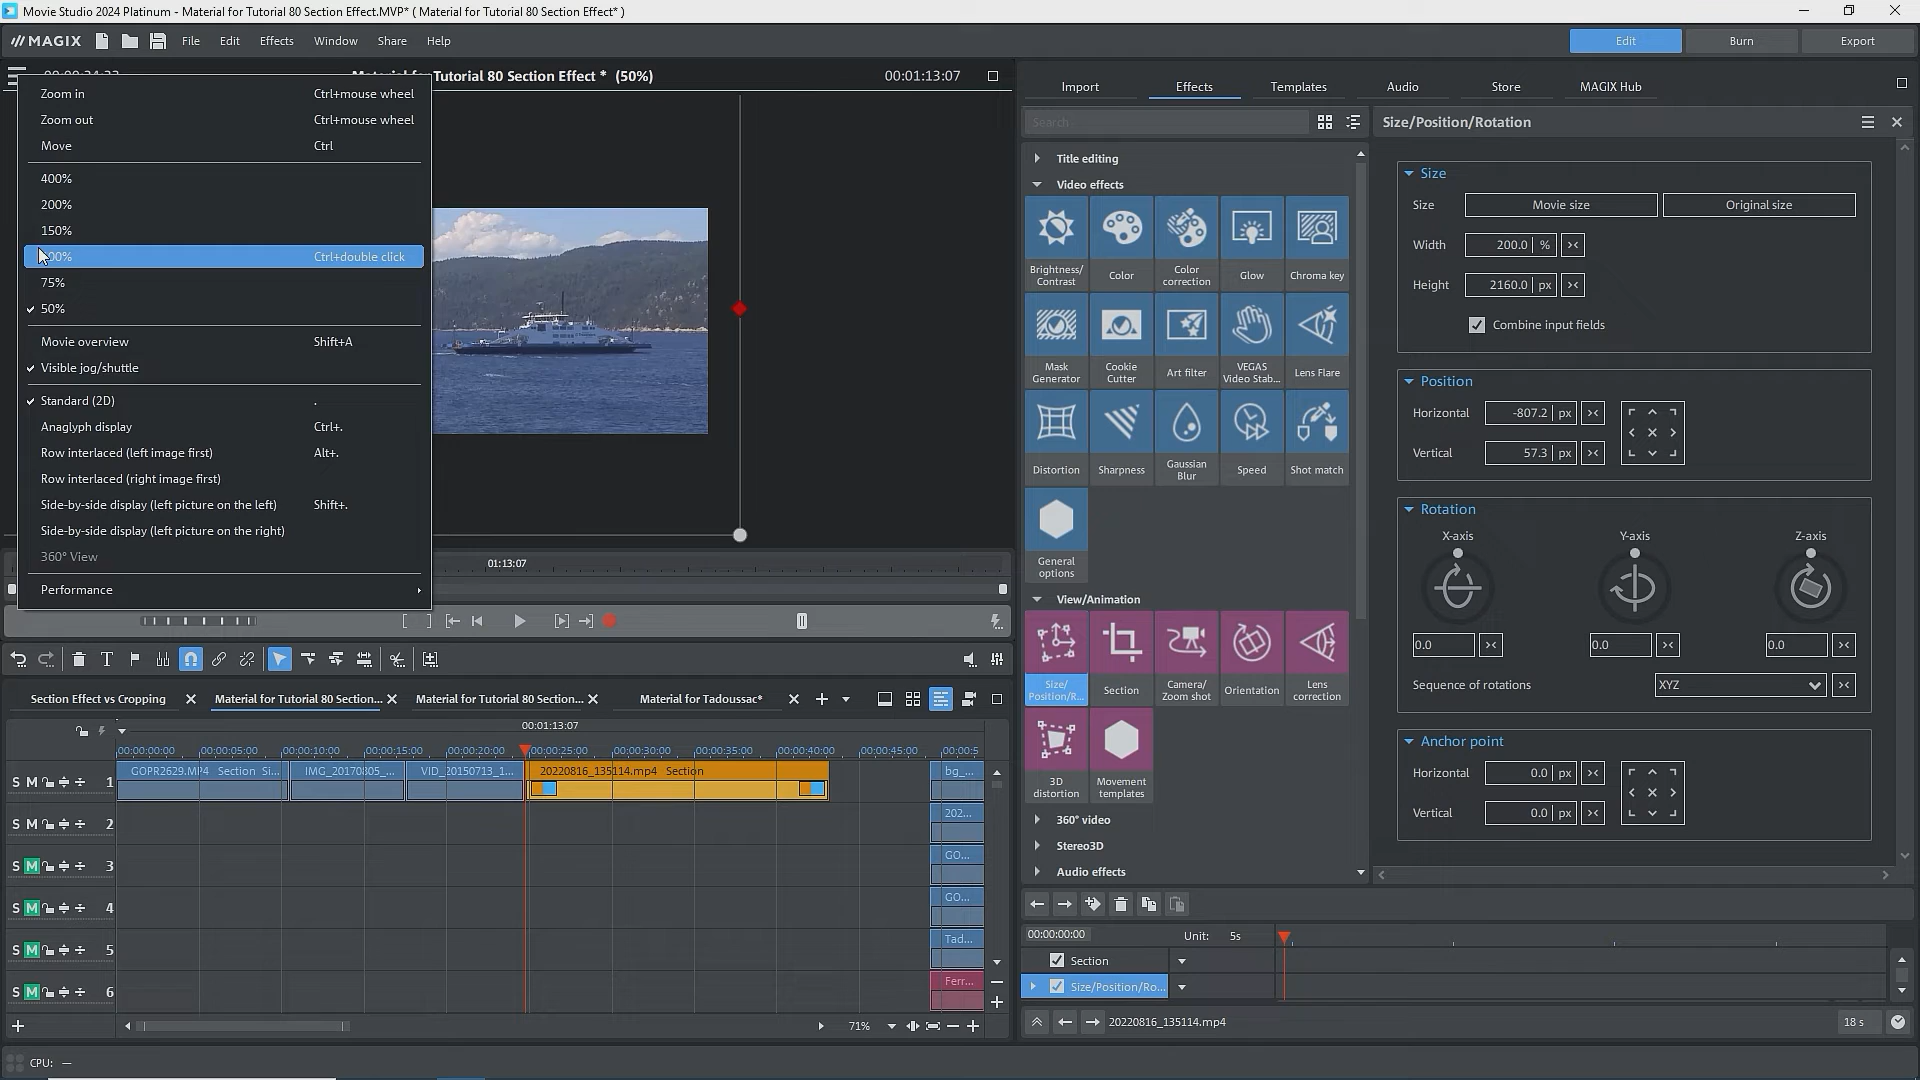 Movie Studio 2024 Platinum - Material for Tutorial 80 Section Effect.MVP* ( Material for Tutorial 80 Section Effect* )
MAGIX File Edit Effects Window Share Help Edit Burn Export
Tutorial 80 Section Effect * (50%) 00:01:13:07
Zoom in Ctrl+mouse wheel
Zoom out Ctrl+mouse wheel
Move Ctrl
400%
200%
150%
00% Ctrl+double click
75%
50%
Movie overview Shift+A
Visible jog/shuttle
Standard (2D) .
Anaglyph display Ctrl+.
Row interlaced (left image first) Alt+.
Row interlaced (right image first)
Side-by-side display (left picture on the left) Shift+.
Side-by-side display (left picture on the right)
360° View
Performance
01:13:07
Import Effects Templates Audio Store MAGIX Hub
Search
Title editing
Video effects
Brightness/
Contrast
Color
Color
correction
Glow
Chroma key
Mask
Generator
Cookie
Cutter
Art filter
VEGAS
Video Stab...
Lens Flare
Distortion
Sharpness
Gaussian
Blur
Speed
Shot match
General
options
View/Animation
Size/
Position/R...
Section
Camera/
Zoom shot
Orientation
Lens
correction
3D
distortion
Movement
templates
360° video
Stereo3D
Audio effects
Size/Position/Rotation
Size
Size Movie size Original size
Width 200.0 %
Height 2160.0 px
Combine input fields
Position
Horizontal -807.2 px
Vertical 57.3 px
Rotation
X-axis Y-axis Z-axis
0.0 0.0 0.0
Sequence of rotations XYZ
Anchor point
Horizontal 0.0 px
Vertical 0.0 px
Section Effect vs Cropping Material for Tutorial 80 Section... Material for Tutorial 80 Section... Material for Tadoussac*
00:01:13:07
00:00:00:00 00:00:05:00 00:00:10:00 00:00:15:00 00:00:20:00 00:00:25:00 00:00:30:00 00:00:35:00 00:00:40:00 00:00:45:00 00:00:5
S M 1 GOPR2629.MP4 Section Si... IMG_20170805_... VID_20150713_1... 20220816_135114.mp4 Section bg_...
S M 2 202...
S M 3 GO...
S M 4 GO...
S M 5 Tad...
S M 6 Ferr...
71%
00:00:00:00 Unit: 5s
Section
Size/Position/Ro...
20220816_135114.mp4 18 s
CPU: —